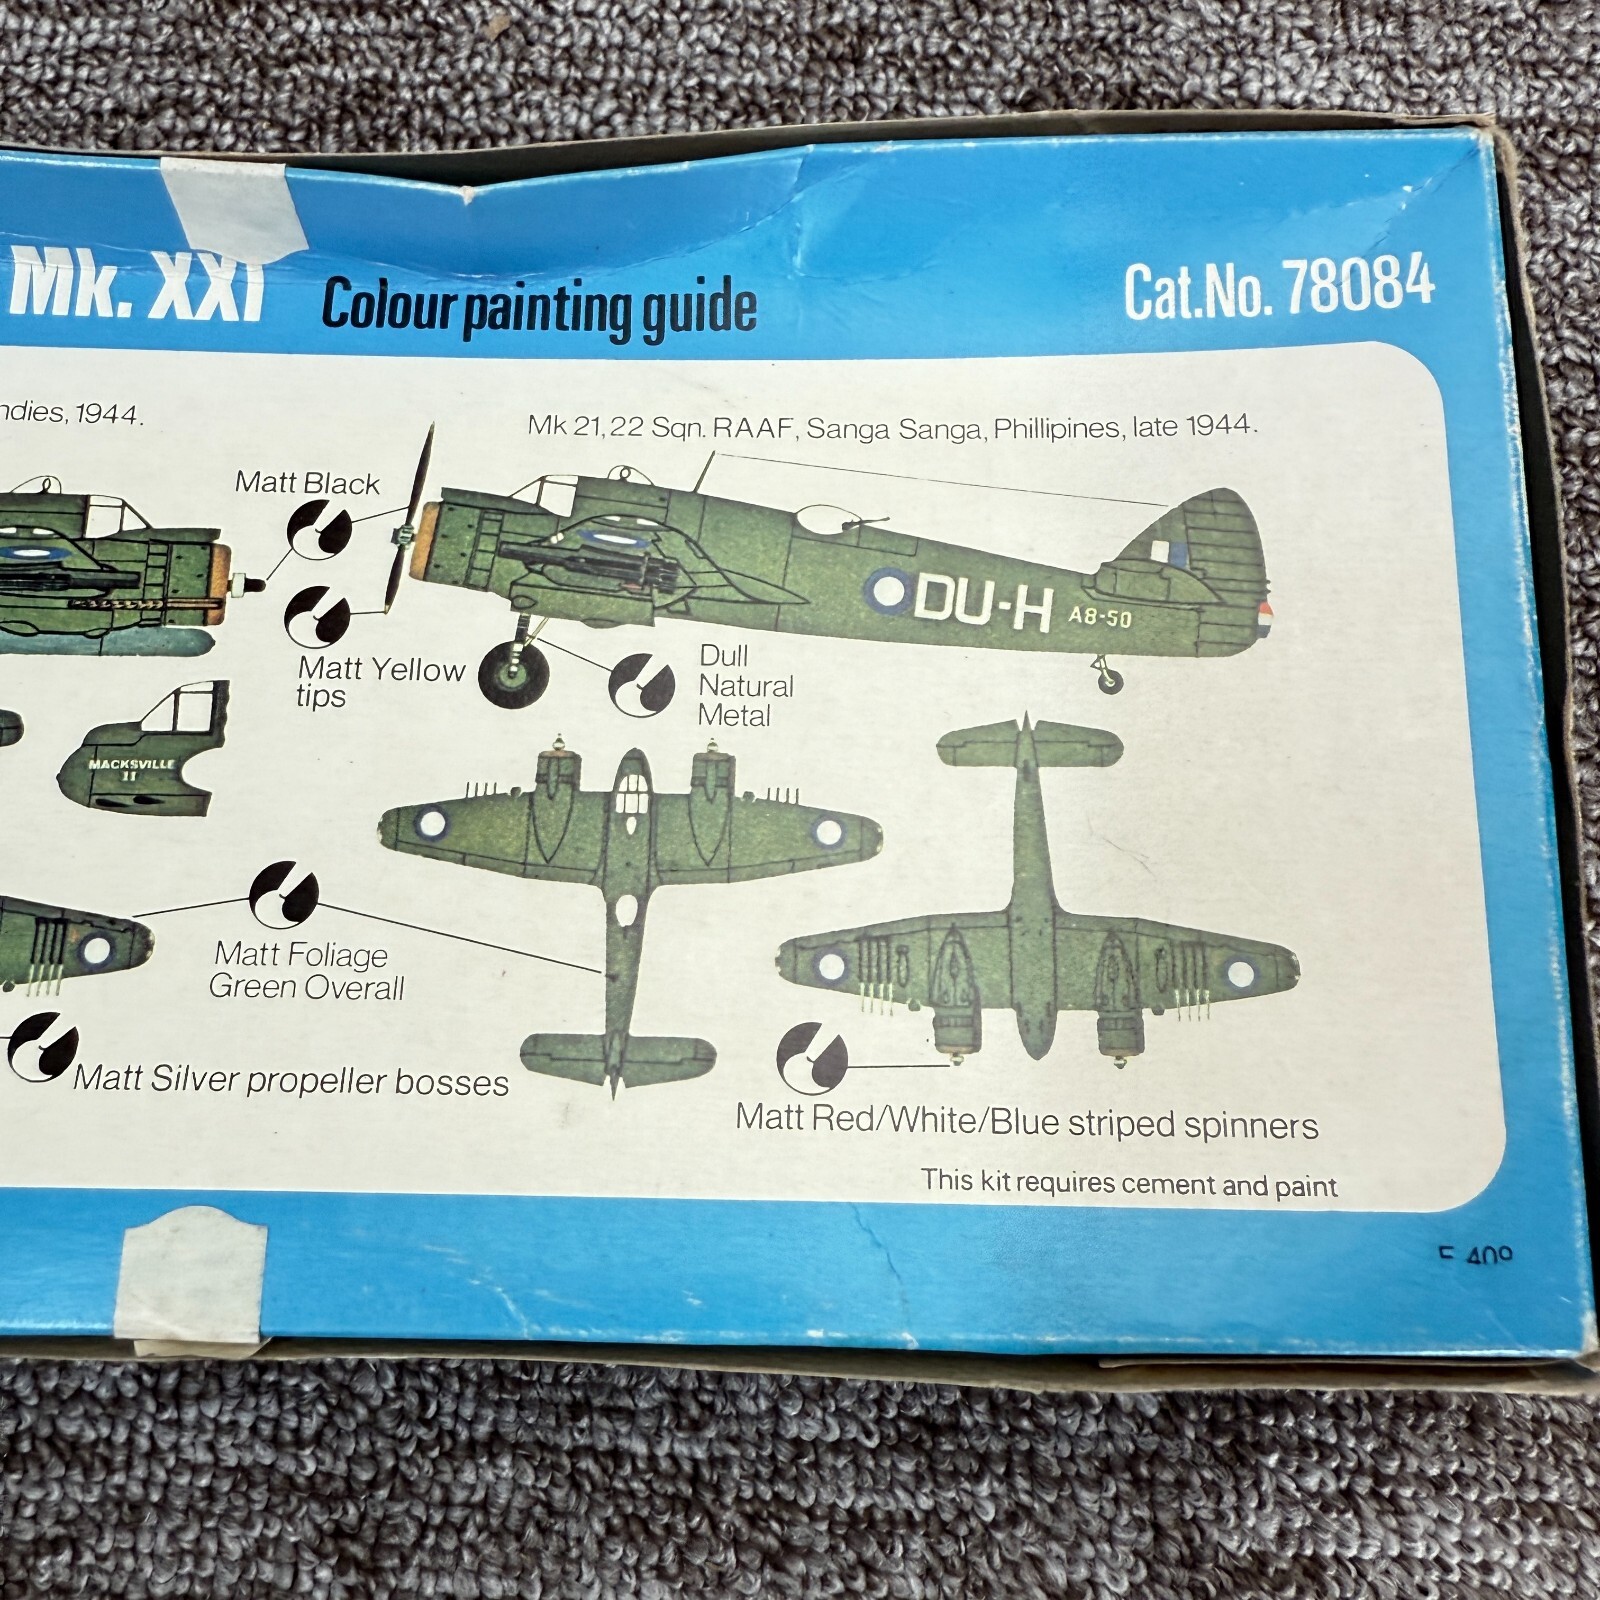 Mk. XXI
Colour painting guide
Cat.No. 78084
ndies, 1944.
Mk 21, 22 Sqn. RAAF, Sanga Sanga, Phillipines, late 1944.
Matt Black
DU-H
A8-50
Matt Yellow
tips
Dull
Natural
Metal
MACKSVILLE
II
Matt Foliage
Green Overall
Matt Silver propeller bosses
Matt Red/White/Blue striped spinners
This kit requires cement and paint